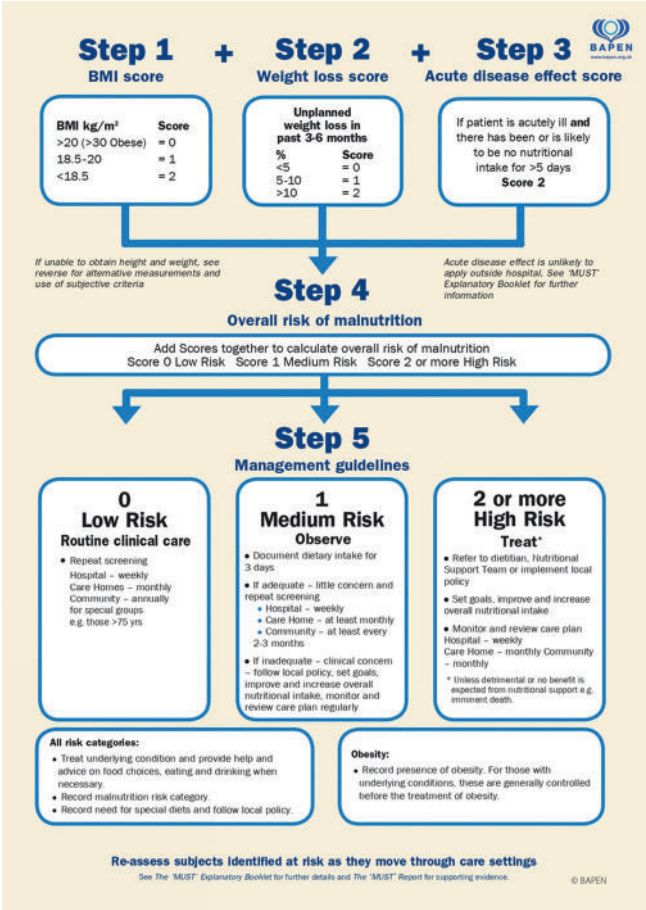 BAPEN
www.bapen.org.uk
Step 1 + Step 2 + Step 3
BMI score
Weight loss score
Acute disease effect score
BMI kg/m² Score
>20 (>30 Obese) = 0
18.5-20 = 1
<18.5 = 2
Unplanned
weight loss in
past 3-6 months
% Score
<5 = 0
5-10 = 1
>10 = 2
If patient is acutely ill and
there has been or is likely
to be no nutritional
intake for >5 days
Score 2
If unable to obtain height and weight, see
reverse for alternative measurements and
use of subjective criteria
Acute disease effect is unlikely to
apply outside hospital. See 'MUST'
Explanatory Booklet for further
information
Step 4
Overall risk of malnutrition
Add Scores together to calculate overall risk of malnutrition
Score 0 Low Risk Score 1 Medium Risk Score 2 or more High Risk
Step 5
Management guidelines
0
Low Risk
Routine clinical care
• Repeat screening
Hospital – weekly
Care Homes – monthly
Community – annually
for special groups
e.g. those >75 yrs
1
Medium Risk
Observe
• Document dietary intake for
3 days
• If adequate – little concern and
repeat screening
• Hospital – weekly
• Care Home – at least monthly
• Community – at least every
2-3 months
• If inadequate – clinical concern
– follow local policy, set goals,
improve and increase overall
nutritional intake, monitor and
review care plan regularly
2 or more
High Risk
Treat*
• Refer to dietitian, Nutritional
Support Team or implement local
policy
• Set goals, improve and increase
overall nutritional intake
• Monitor and review care plan
Hospital – weekly
Care Home – monthly Community
– monthly
* Unless detrimental or no benefit is
expected from nutritional support e.g.
imminent death.
All risk categories:
• Treat underlying condition and provide help and
advice on food choices, eating and drinking when
necessary.
• Record malnutrition risk category.
• Record need for special diets and follow local policy.
Obesity:
• Record presence of obesity. For those with
underlying conditions, these are generally controlled
before the treatment of obesity.
Re-assess subjects identified at risk as they move through care settings
See The 'MUST' Explanatory Booklet for further details and The 'MUST' Report for supporting evidence.
© BAPEN